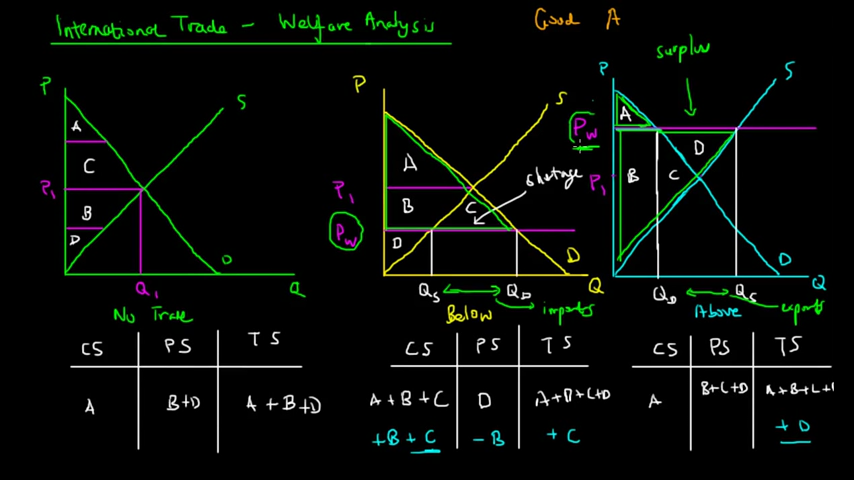 International Trade - Welfare Analysis
Good A
surplus
P
S
A
C
P1
B
D
D
Q1
Q
No Trade
P
S
A
shortage
P1
B
C
Pw
D
D
Q
Qs
QD
imports
Below
P
S
A
Pw
D
B
C
P1
D
Q
QD
Qs
exports
Above
CS PS TS
A B+D A+B+D
CS PS TS
A+B+C D A+B+C+D
+B+C -B +C
CS PS TS
A B+C+D A+B+C+
+D